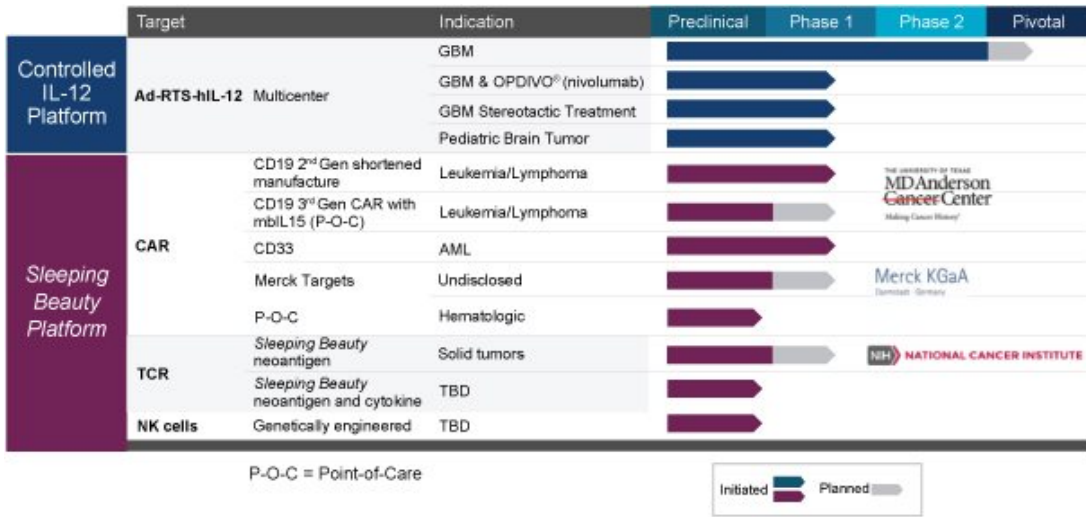 Target Indication Preclinical Phase 1 Phase 2 Pivotal
Controlled
IL-12
Platform
Ad-RTS-hIL-12 Multicenter
GBM
GBM & OPDIVO® (nivolumab)
GBM Stereotactic Treatment
Pediatric Brain Tumor
Sleeping
Beauty
Platform
CAR
CD19 2nd Gen shortened
manufacture
Leukemia/Lymphoma
THE UNIVERSITY OF TEXAS
MDAnderson
Cancer Center
Making Cancer History®
CD19 3rd Gen CAR with
mbIL15 (P-O-C)
Leukemia/Lymphoma
CD33 AML
Merck Targets Undisclosed
Merck KGaA
Darmstadt · Germany
P-O-C Hematologic
TCR
Sleeping Beauty
neoantigen
Solid tumors
NIH NATIONAL CANCER INSTITUTE
Sleeping Beauty
neoantigen and cytokine
TBD
NK cells Genetically engineered TBD
P-O-C = Point-of-Care
Initiated Planned